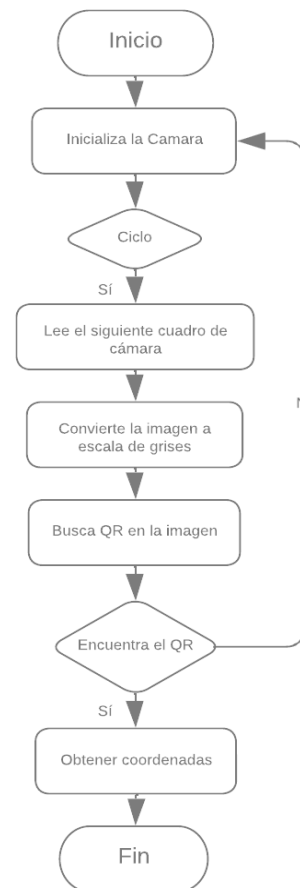 Inicio
Inicializa la Camara
Ciclo
Sí
Lee el siguiente cuadro de
cámara
Convierte la imagen a
escala de grises
Busca QR en la imagen
Encuentra el QR
Sí
Obtener coordenadas
Fin